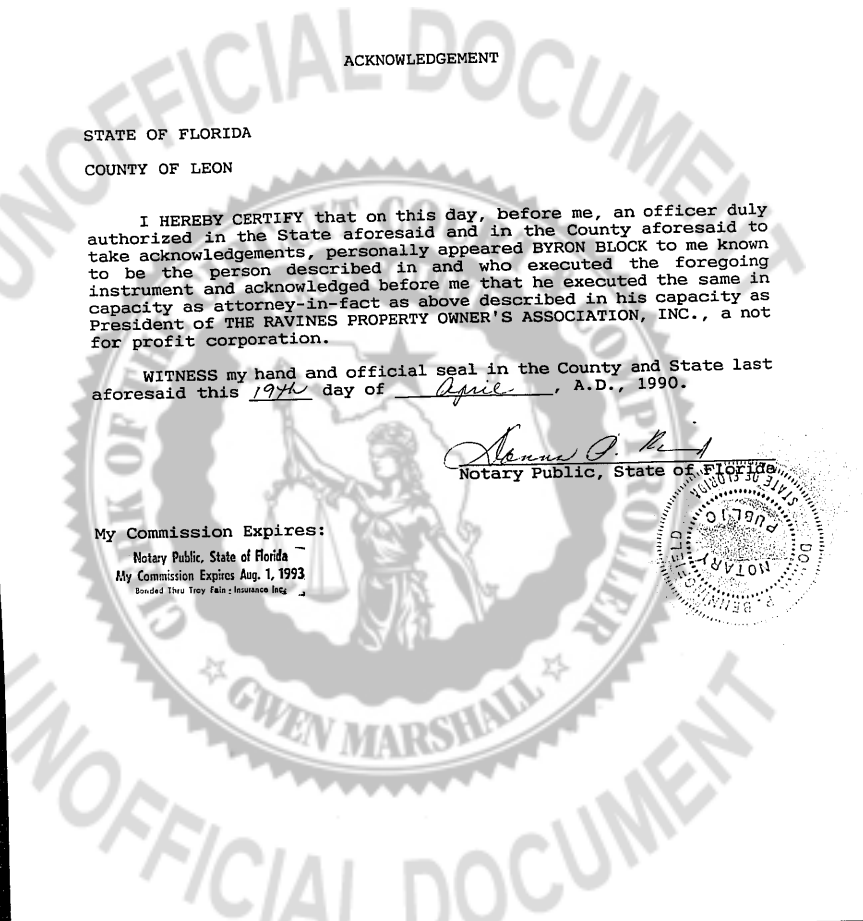 ACKNOWLEDGEMENT
STATE OF FLORIDA
COUNTY OF LEON
I HEREBY CERTIFY that on this day, before me, an officer duly
authorized in the State aforesaid and in the County aforesaid to
take acknowledgements, personally appeared BYRON BLOCK to me known
to be the person described in and who executed the foregoing
instrument and acknowledged before me that he executed the same in
capacity as attorney-in-fact as above described in his capacity as
President of THE RAVINES PROPERTY OWNER'S ASSOCIATION, INC., a not
for profit corporation.
WITNESS my hand and official seal in the County and State last
aforesaid this 19th day of April, A.D., 1990.
Notary Public, State of Florida
STATE OF FLORIDA
PUBLIC
NOTARY
My Commission Expires:
Notary Public, State of Florida
My Commission Expires Aug. 1, 1993
Bonded Thru Troy Fain - Insurance Inc.
UNOFFICIAL DOCUMENT
GWEN MARSHALL
UNOFFICIAL DOCUMENT